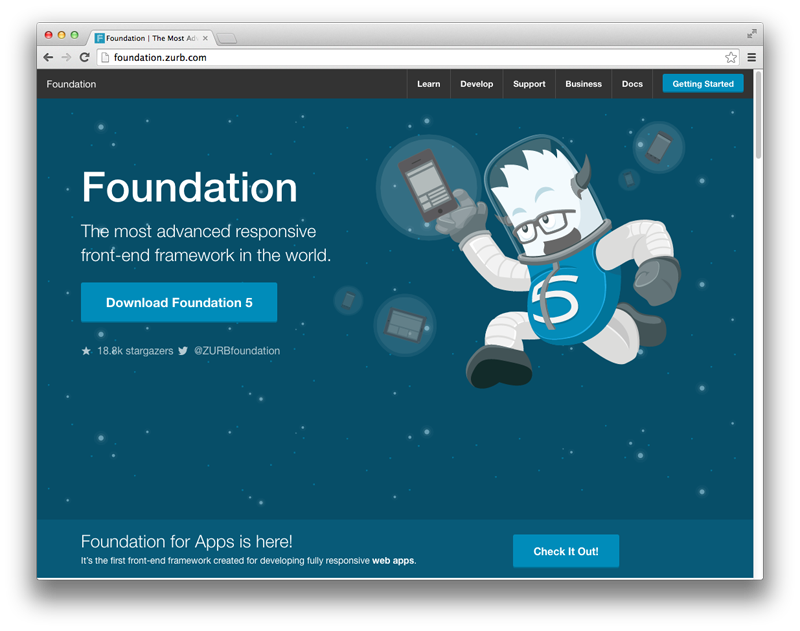 Foundation | The Most Ad
foundation.zurb.com
Foundation
Learn
Develop
Support
Business
Docs
Getting Started
Foundation
The most advanced responsive
front-end framework in the world.
Download Foundation 5
18.8k stargazers
@ZURBfoundation
5
Foundation for Apps is here!
It's the first front-end framework created for developing fully responsive web apps.
Check It Out!